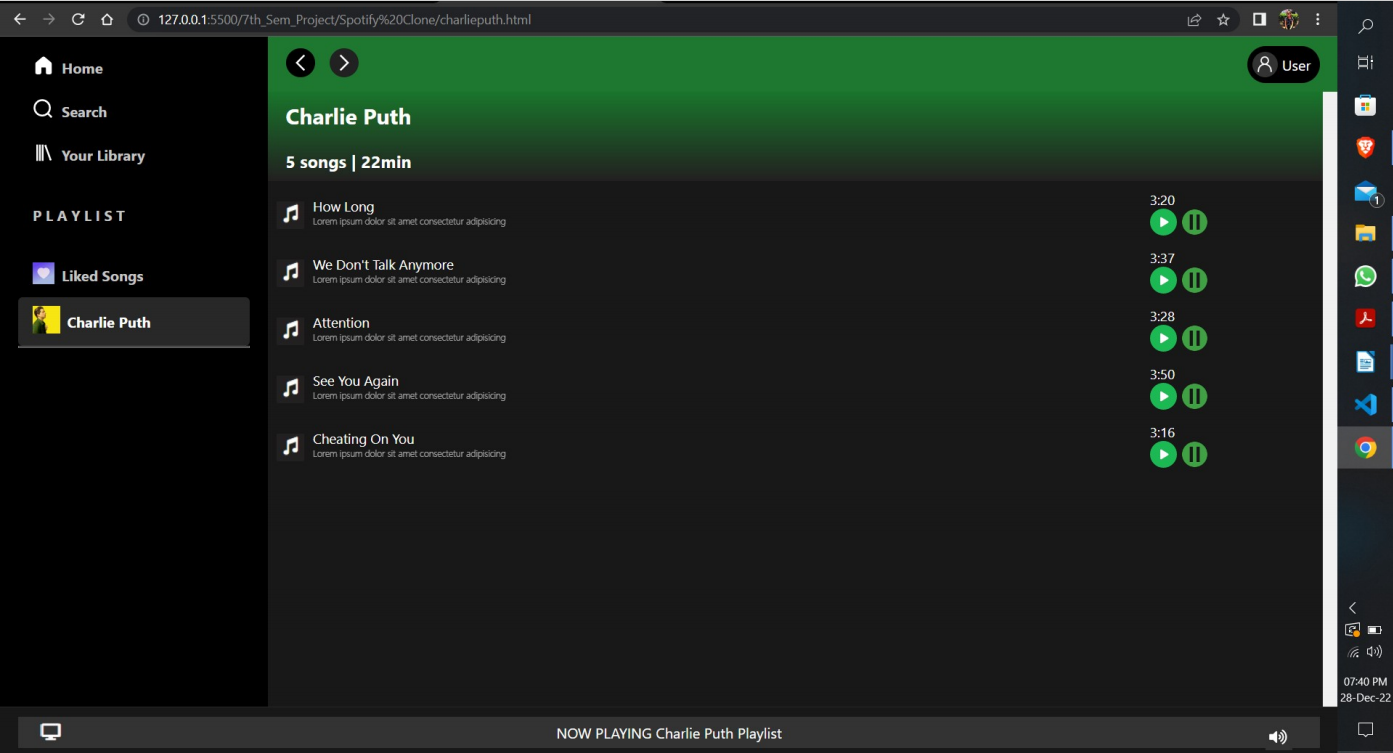 127.0.0.1:5500/7th_Sem_Project/Spotify%20Clone/charlieputh.html
Home
Search
Your Library
PLAYLIST
Liked Songs
Charlie Puth
User
Charlie Puth
5 songs | 22min
How Long
Lorem ipsum dolor sit amet consectetur adipisicing
3:20
We Don't Talk Anymore
Lorem ipsum dolor sit amet consectetur adipisicing
3:37
Attention
Lorem ipsum dolor sit amet consectetur adipisicing
3:28
See You Again
Lorem ipsum dolor sit amet consectetur adipisicing
3:50
Cheating On You
Lorem ipsum dolor sit amet consectetur adipisicing
3:16
NOW PLAYING Charlie Puth Playlist
1
07:40 PM
28-Dec-22